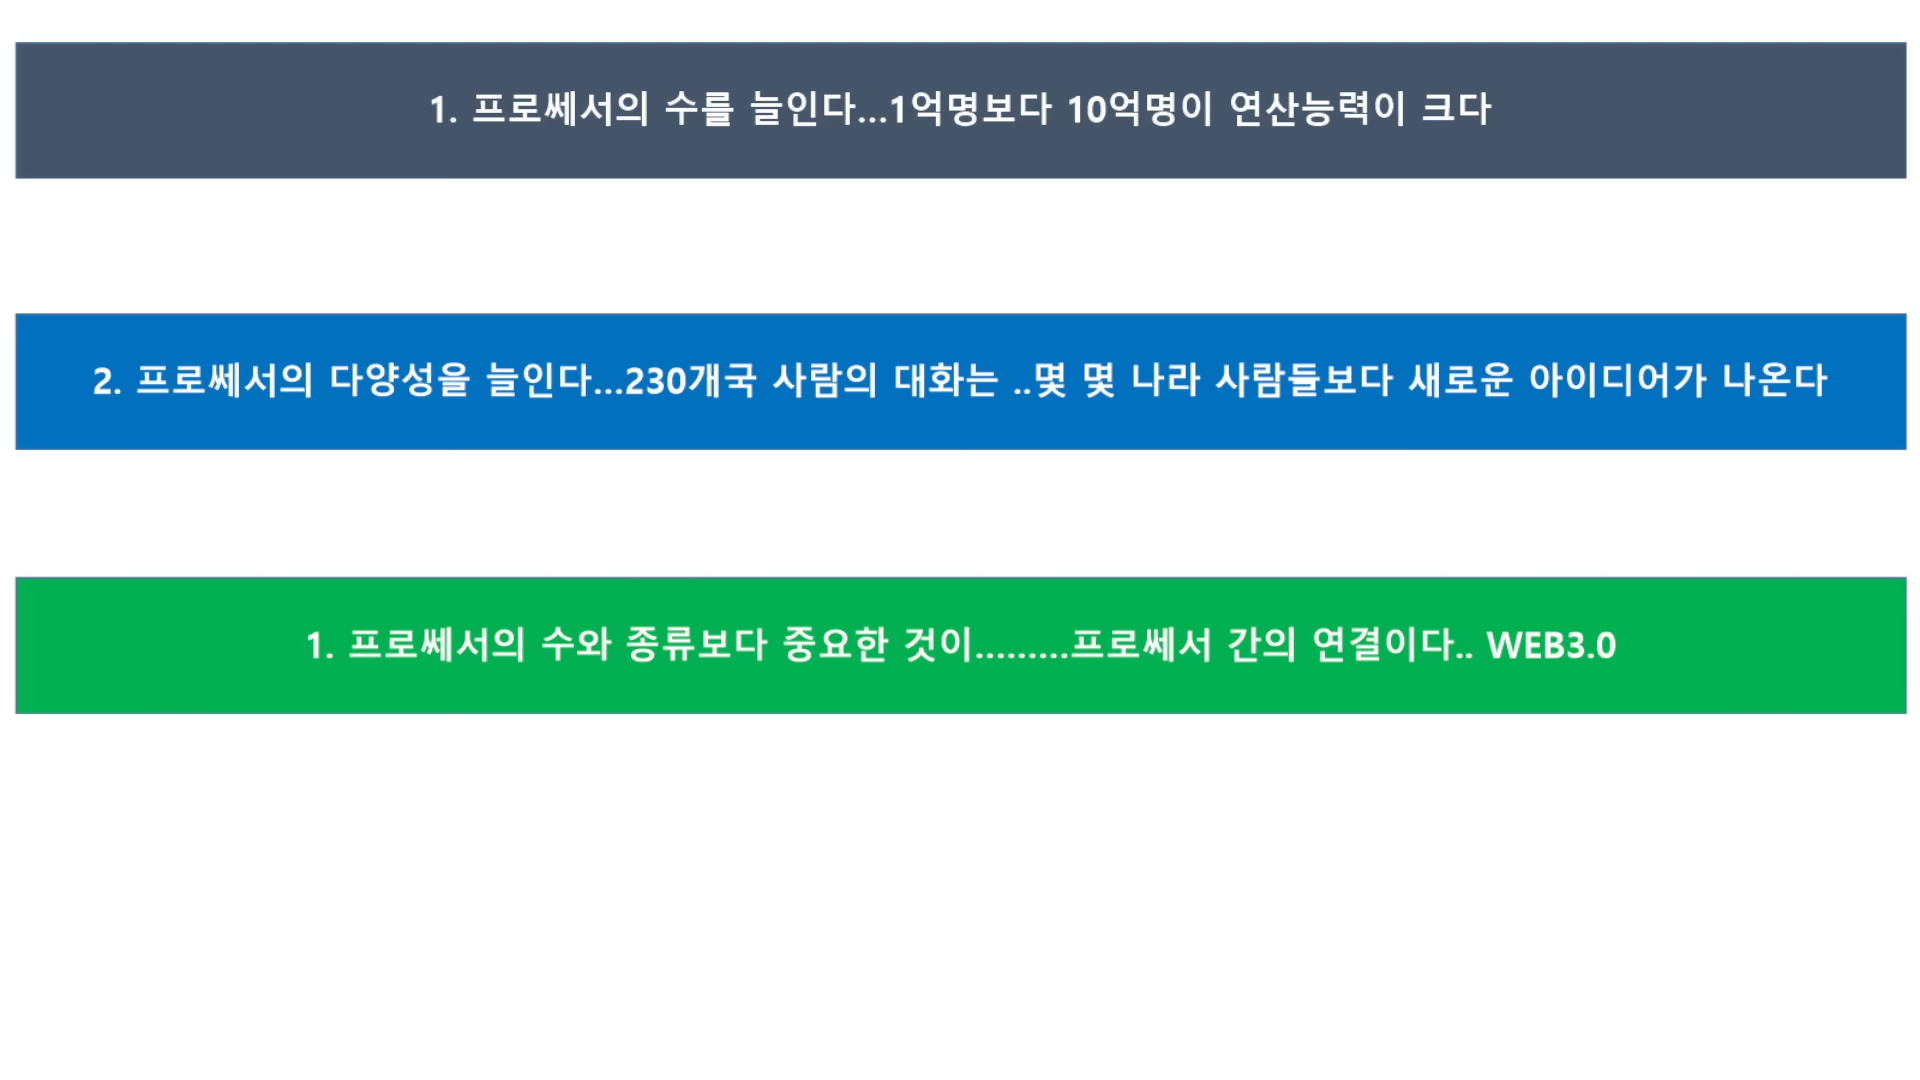 1. 프로쎄서의 수를 늘인다...1억명보다 10억명이 연산능력이 크다
2. 프로쎄서의 다양성을 늘인다...230개국 사람의 대화는 ..몇 몇 나라 사람들보다 새로운 아이디어가 나온다
1. 프로쎄서의 수와 종류보다 중요한 것이.........프로쎄서 간의 연결이다.. WEB3.0